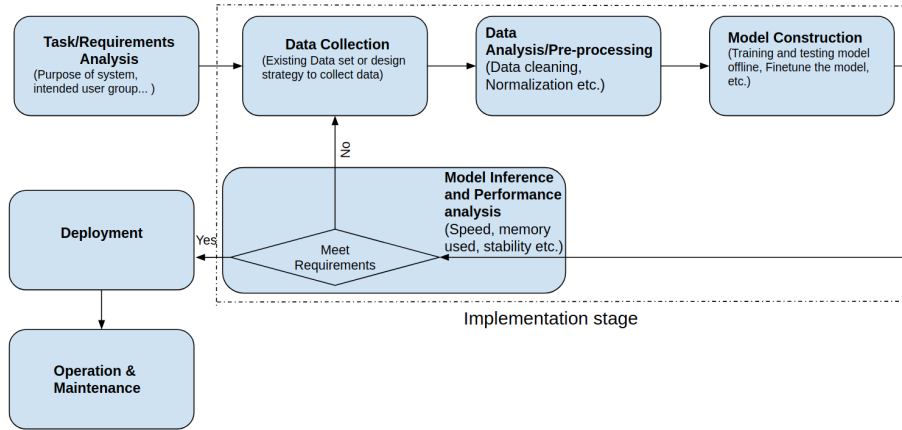 Task/Requirements
Analysis
(Purpose of system,
intended user group... )
Data Collection
(Existing Data set or design
strategy to collect data)
Data
Analysis/Pre-processing
(Data cleaning,
Normalization etc.)
Model Construction
(Training and testing model
offline, Finetune the model,
etc.)
No
Model Inference
and Performance
analysis,
(Speed, memory
used, stability etc.)
Meet
Requirements
Yes
Deployment
Implementation stage
Operation &
Maintenance